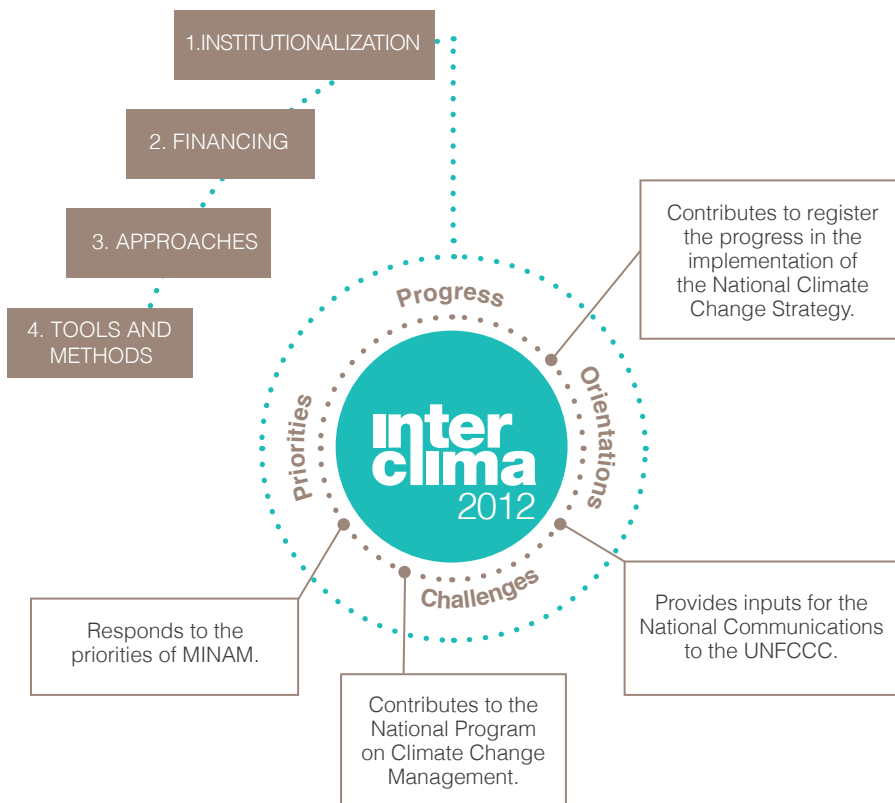 1.INSTITUTIONALIZATION
2. FINANCING
3. APPROACHES
4. TOOLS AND
METHODS
Contributes to register
the progress in the
implementation of
the National Climate
Change Strategy.
Progress
Orientations
Priorities
Challenges
inter
clima
2012
Responds to the
priorities of MINAM.
Contributes to the
National Program
on Climate Change
Management.
Provides inputs for the
National Communications
to the UNFCCC.